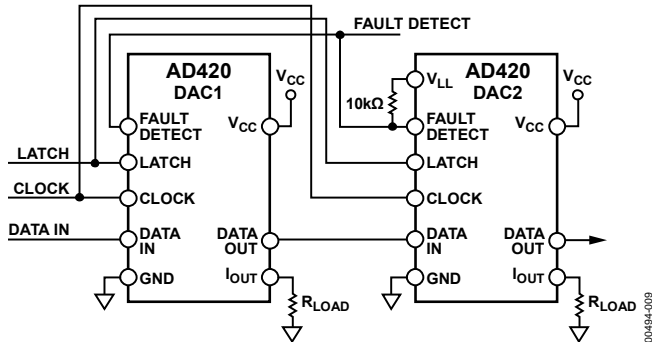 FAULT DETECT
AD420
DAC1
VCC
FAULT
DETECT
VCC
LATCH
LATCH
CLOCK
CLOCK
DATA IN
DATA
IN
DATA
OUT
GND
IOUT
RLOAD
10kΩ
VLL
AD420
DAC2
VCC
FAULT
DETECT
VCC
LATCH
CLOCK
DATA
IN
DATA
OUT
GND
IOUT
RLOAD
00494-009